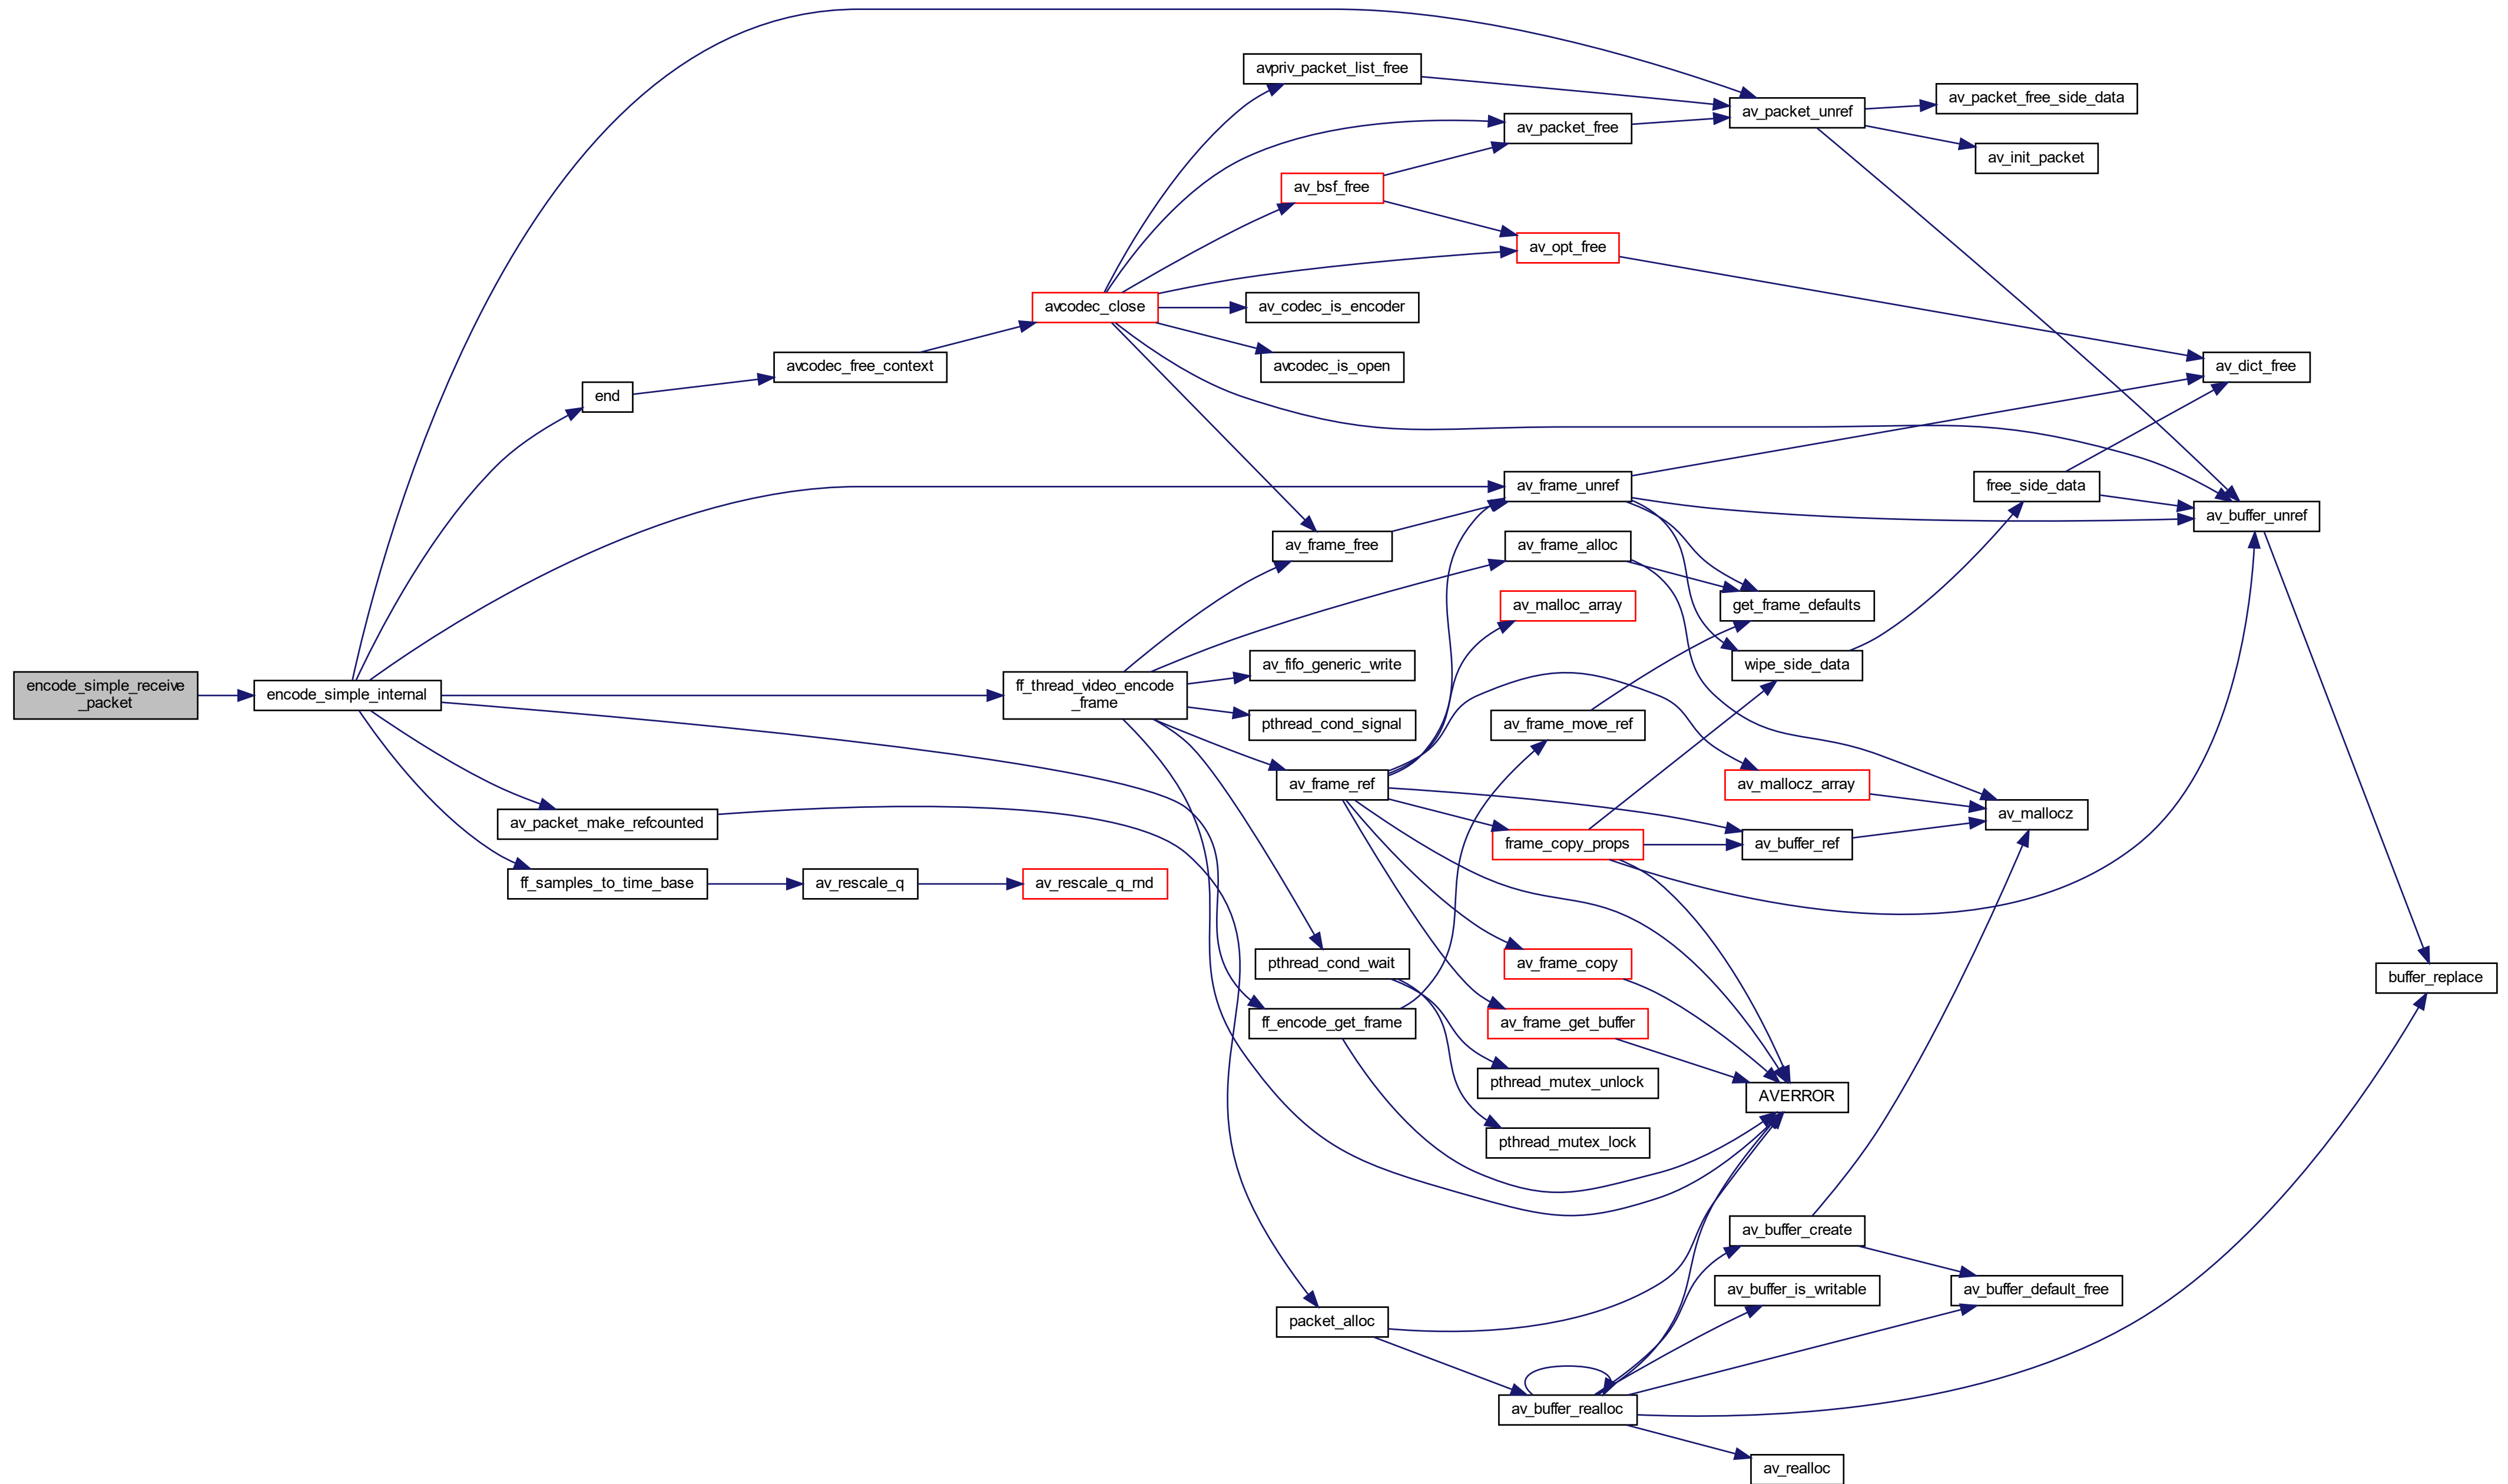 encode_simple_receive
_packet
encode_simple_internal
end
av_packet_make_refcounted
ff_samples_to_time_base
avcodec_free_context
av_rescale_q
avcodec_close
ff_thread_video_encode
_frame
av_rescale_q_rnd
avpriv_packet_list_free
av_bsf_free
av_codec_is_encoder
avcodec_is_open
av_frame_free
av_fifo_generic_write
pthread_cond_signal
av_frame_ref
pthread_cond_wait
ff_encode_get_frame
packet_alloc
av_packet_free
av_opt_free
av_frame_unref
av_frame_alloc
av_malloc_array
av_frame_move_ref
frame_copy_props
av_frame_copy
av_frame_get_buffer
pthread_mutex_unlock
pthread_mutex_lock
av_buffer_realloc
av_packet_unref
get_frame_defaults
wipe_side_data
av_mallocz_array
av_buffer_ref
AVERROR
av_buffer_create
av_buffer_is_writable
av_realloc
av_packet_free_side_data
av_init_packet
free_side_data
av_mallocz
av_buffer_default_free
av_dict_free
av_buffer_unref
buffer_replace